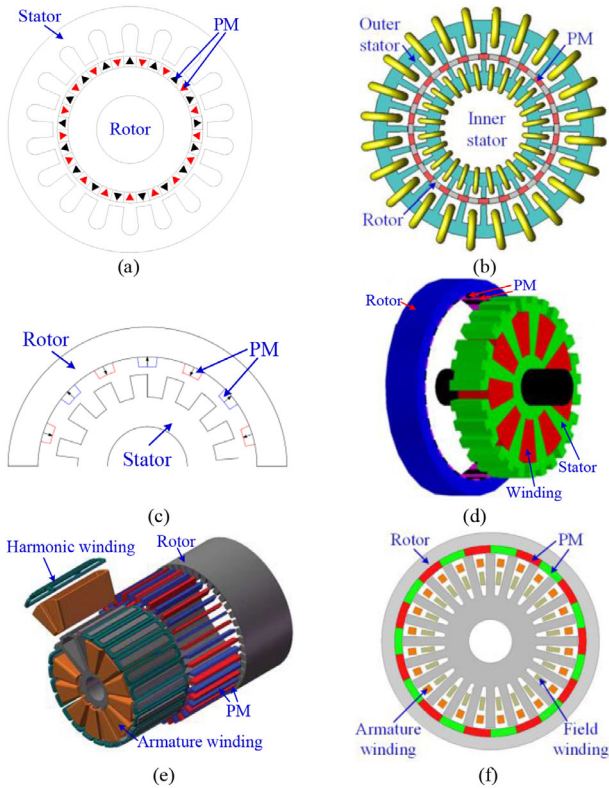 Stator
PM
Rotor
(a)
Outer
stator
PM
Inner
stator
Rotor
(b)
Rotor
PM
Stator
(c)
PM
Rotor
Stator
Winding
(d)
Harmonic winding
Rotor
PM
Armature winding
(e)
Rotor
PM
Armature
winding
Field
winding
(f)